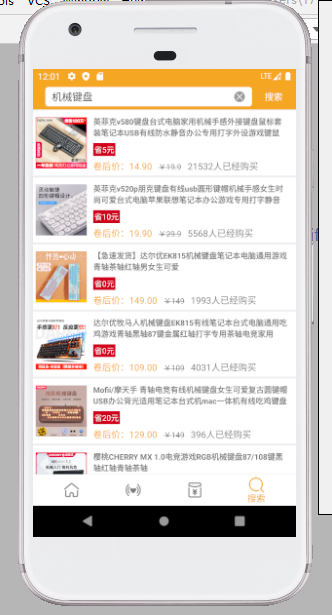 VCS
12:01
LTE
机械键盘
搜索
英菲克v580键盘台式电脑家用机械手感外接键盘鼠标套
装笔记本USB有线防水静音办公专用打字外设游戏键鼠
省5元
卷后价：14.90 ￥19.9 21532人已经购买
英菲克v520p朋克键盘有线usb圆形键帽机械手感女生时
尚可爱台式电脑苹果联想笔记本办公游戏专用打字静音
省10元
卷后价：19.90 ￥29.9 5568人已经购买
【急速发货】达尔优EK815机械键盘笔记本电脑通用游戏
青轴茶轴红轴男女生可爱
省0元
卷后价：149.00 ￥149 1993人已经购买
达尔优牧马人机械键盘EK815有线笔记本台式电脑通用吃
鸡游戏青轴黑轴87键金属红轴打字专用茶轴电竞家用
省0元
卷后价：109.00 ￥109 4031人已经购买
Mofii/摩天手 青轴电竞有线机械键盘女生可爱复古圆键帽
USB办公背光适用笔记本台式机mac一体机有线吃鸡键盘
省20元
卷后价：129.00 ￥149 396人已经购买
樱桃CHERRY MX 1.0电竞游戏RGB机械键盘87/108键黑
轴红轴青轴茶轴
搜索